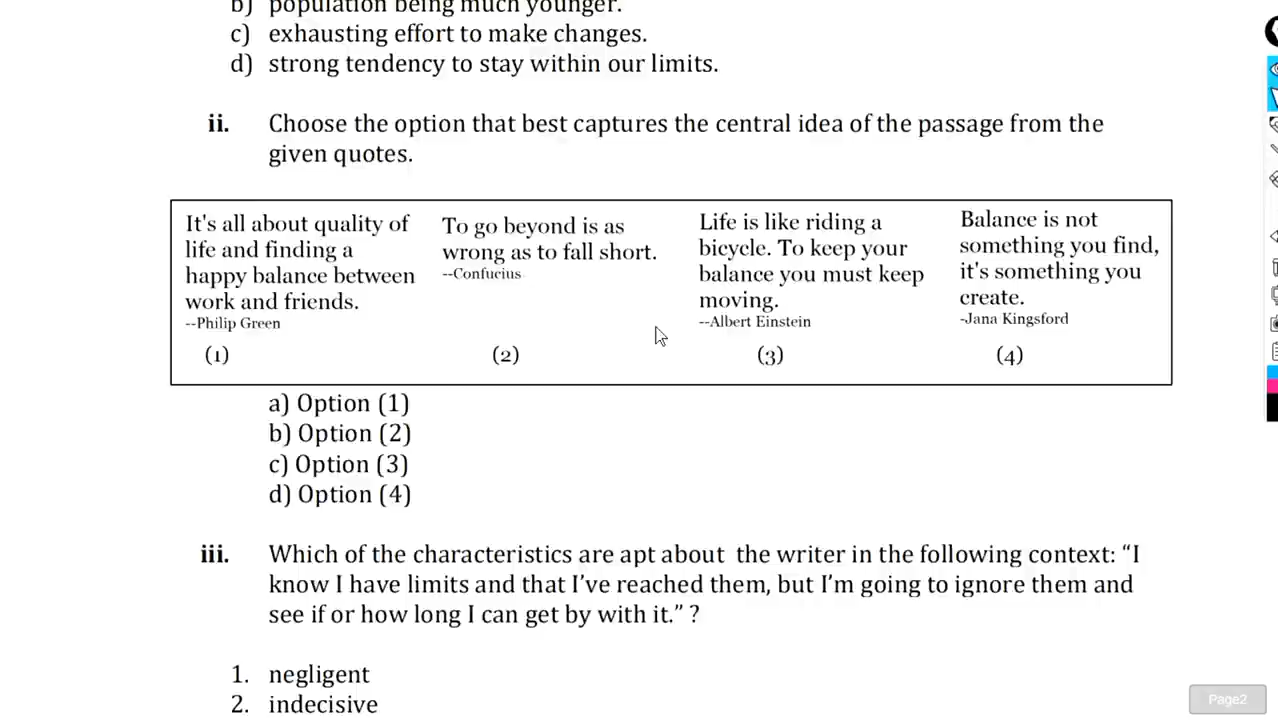 b) population being much younger.
c) exhausting effort to make changes.
d) strong tendency to stay within our limits.
ii. Choose the option that best captures the central idea of the passage from the
given quotes.
It's all about quality of
life and finding a
happy balance between
work and friends.
--Philip Green
(1)
To go beyond is as
wrong as to fall short.
--Confucius
(2)
Life is like riding a
bicycle. To keep your
balance you must keep
moving.
--Albert Einstein
(3)
Balance is not
something you find,
it's something you
create.
-Jana Kingsford
(4)
a) Option (1)
b) Option (2)
c) Option (3)
d) Option (4)
iii. Which of the characteristics are apt about the writer in the following context: “I
know I have limits and that I’ve reached them, but I’m going to ignore them and
see if or how long I can get by with it.” ?
1. negligent
2. indecisive
Page2